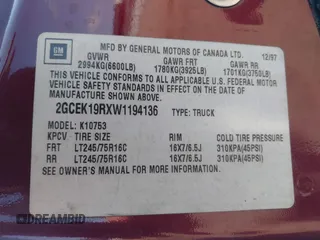 GM
MFD BY GENERAL MOTORS OF CANADA LTD. 12/97
GVWR GAWR FRT GAWR RR
2994KG(6600LB) 1780KG(3925LB) 1701KG(3750LB)
THIS VEHICLE CONFORMS TO ALL APPLICABLE U.S. FEDERAL MOTOR
VEHICLE SAFETY STANDARDS IN EFFECT ON THE DATE OF
MANUFACTURE SHOWN ABOVE.
2GCEK19RXW1194136 TYPE: TRUCK
MODEL: K10753
KPCV TIRE SIZE RIM COLD TIRE PRESSURE
FRT LT245/75R16C 16X7/6.5J 310KPA(45PSI)
RR LT245/75R16C 16X7/6.5J 310KPA(45PSI)
SEE OWNER'S MANUAL FOR MORE INFORMATION.
DREAMBID